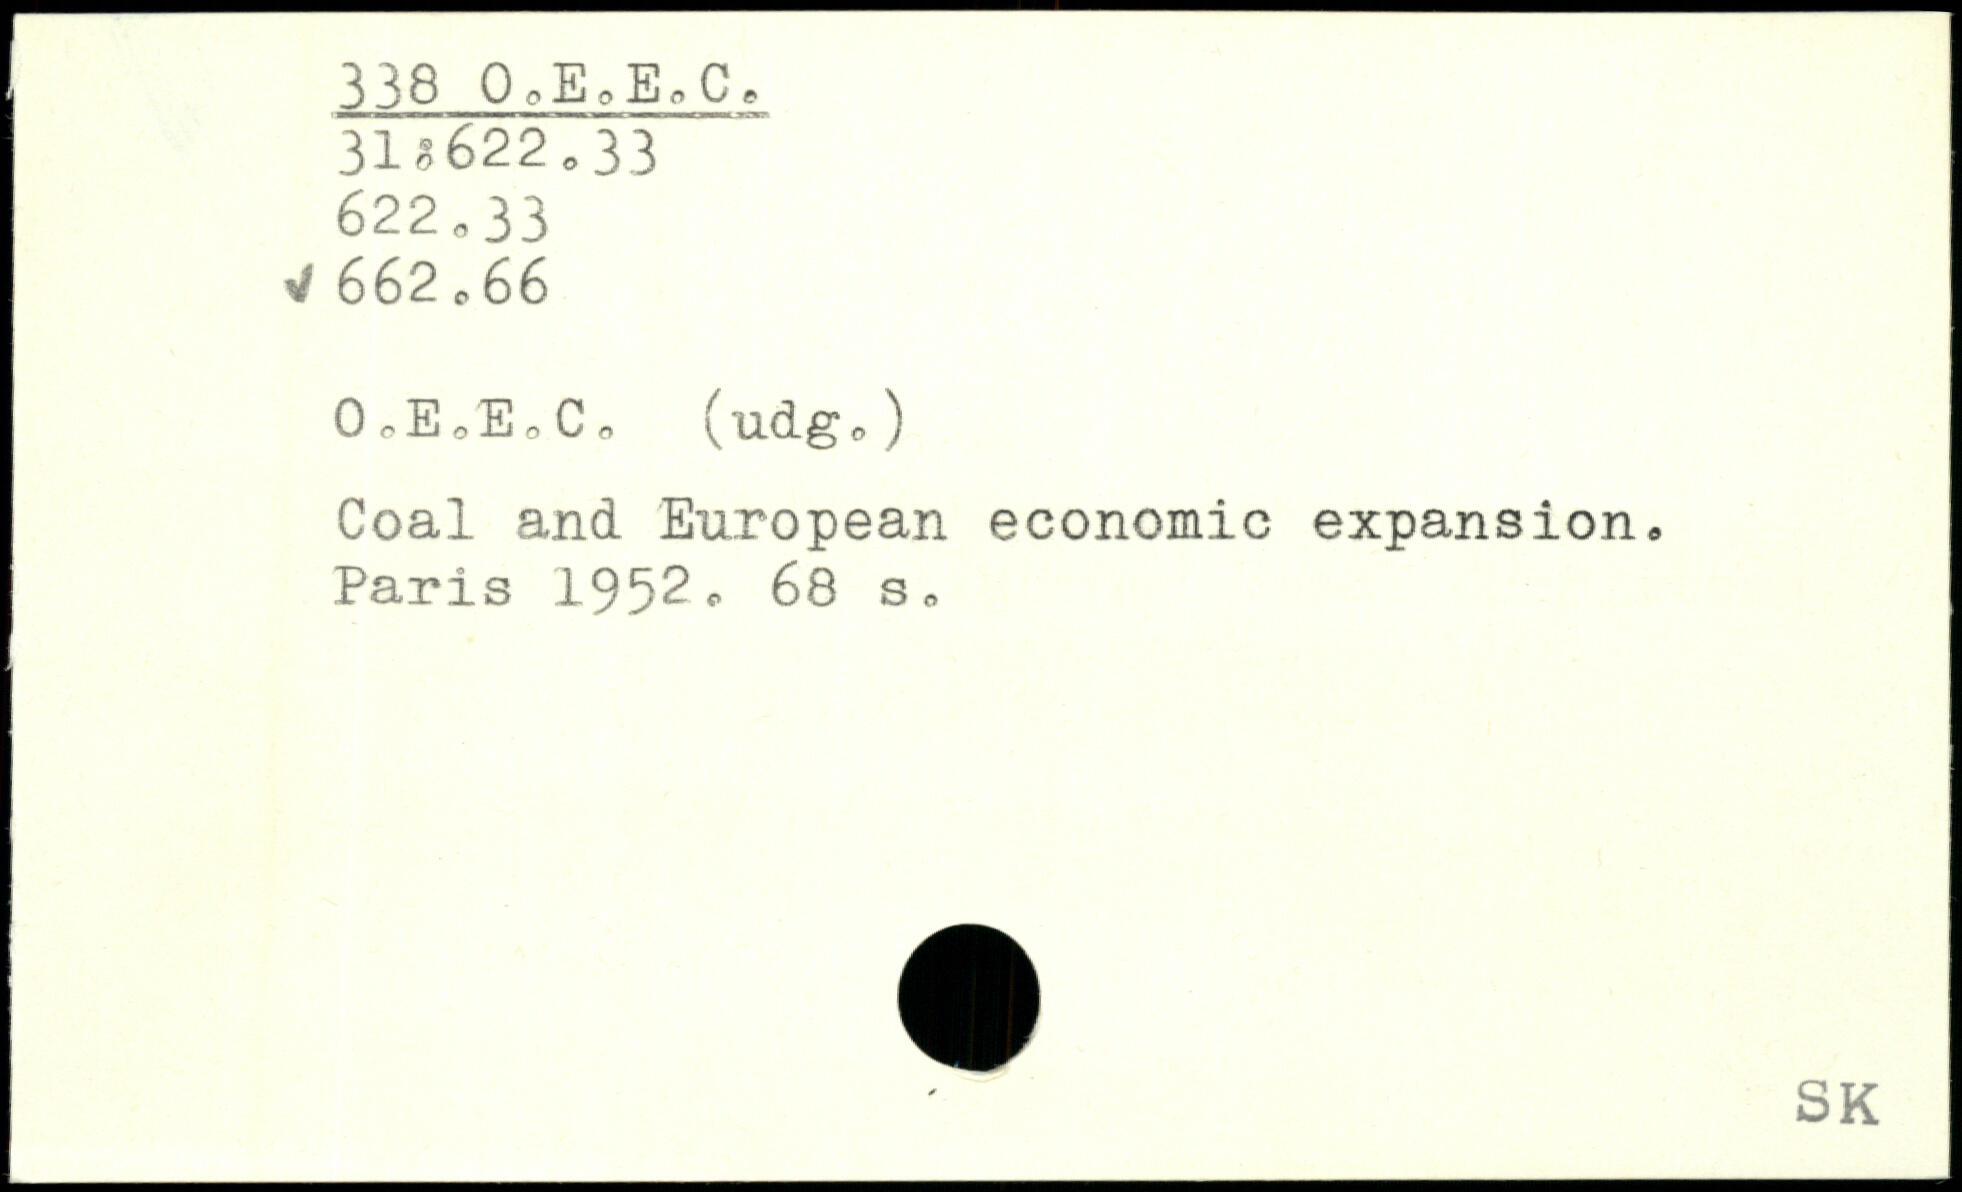 338 O.E.E.C.
31:622.33
622.33
✓ 662.66
O.E.E.C. (udg.)
Coal and European economic expansion.
Paris 1952. 68 s.
SK